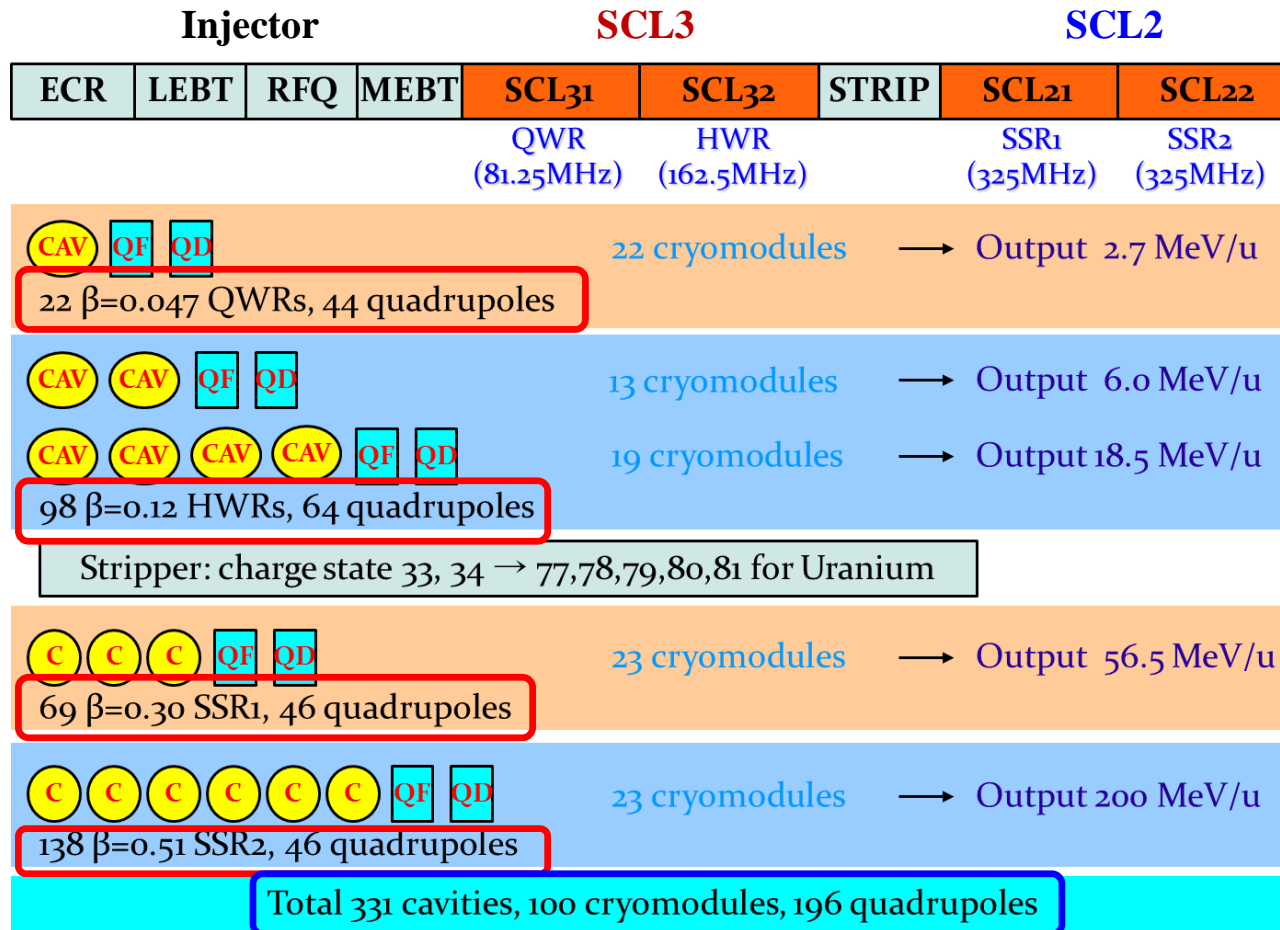 Injector SCL3 SCL2
ECR LEBT RFQ MEBT SCL31 SCL32 STRIP SCL21 SCL22
QWR HWR SSR1 SSR2
(81.25MHz) (162.5MHz) (325MHz) (325MHz)
CAV QF QD 22 cryomodules → Output 2.7 MeV/u
22 β=0.047 QWRs, 44 quadrupoles
CAV CAV QF QD 13 cryomodules → Output 6.0 MeV/u
CAV CAV CAV CAV QF QD 19 cryomodules → Output 18.5 MeV/u
98 β=0.12 HWRs, 64 quadrupoles
Stripper: charge state 33, 34 → 77,78,79,80,81 for Uranium
C C C QF QD 23 cryomodules → Output 56.5 MeV/u
69 β=0.30 SSR1, 46 quadrupoles
C C C C C C QF QD 23 cryomodules → Output 200 MeV/u
138 β=0.51 SSR2, 46 quadrupoles
Total 331 cavities, 100 cryomodules, 196 quadrupoles